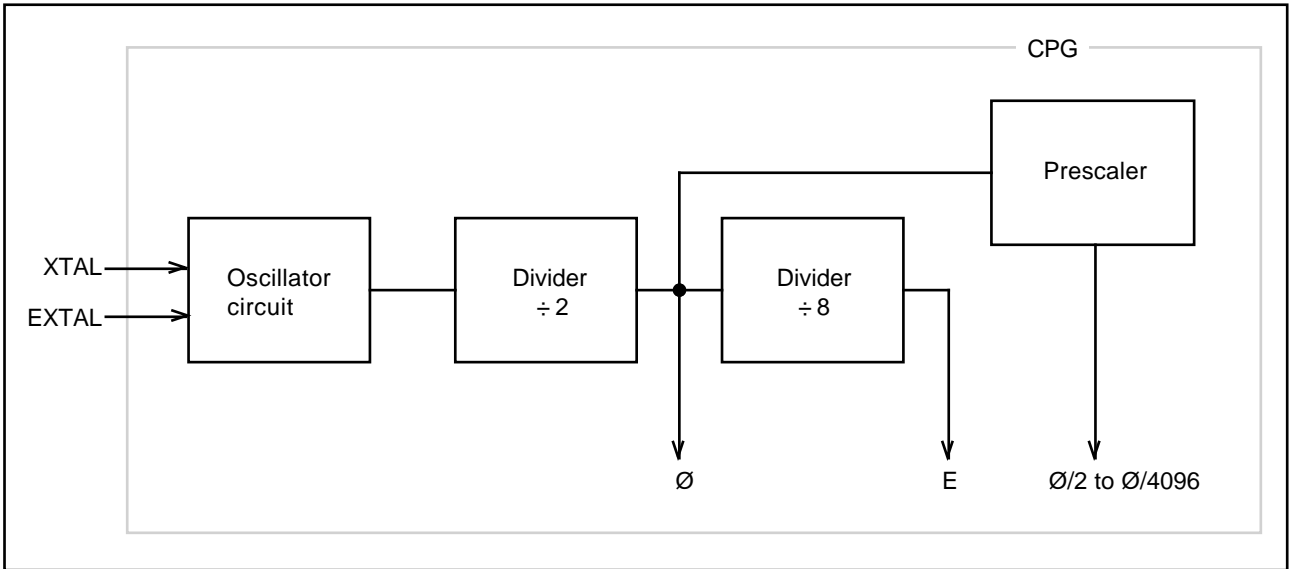 CPG
Prescaler
XTAL
EXTAL
Oscillator
circuit
Divider
÷ 2
Divider
÷ 8
Ø
E
Ø/2 to Ø/4096